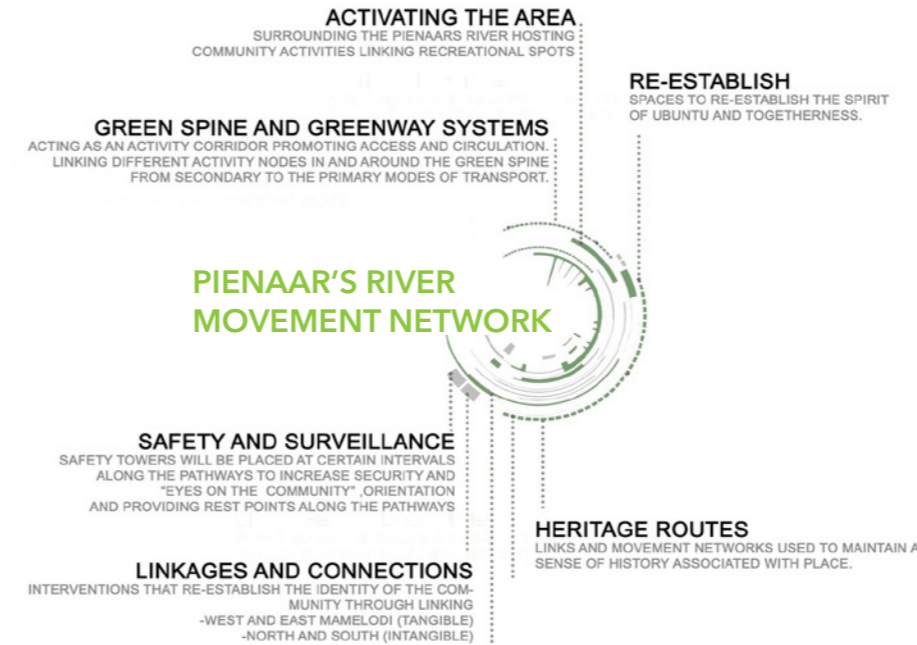 ACTIVATING THE AREA
SURROUNDING THE PIENAARS RIVER HOSTING
COMMUNITY ACTIVITIES LINKING RECREATIONAL SPOTS
RE-ESTABLISH
SPACES TO RE-ESTABLISH THE SPIRIT
OF UBUNTU AND TOGETHERNESS.
GREEN SPINE AND GREENWAY SYSTEMS
ACTING AS AN ACTIVITY CORRIDOR PROMOTING ACCESS AND CIRCULATION.
LINKING DIFFERENT ACTIVITY NODES IN AND AROUND THE GREEN SPINE
FROM SECONDARY TO THE PRIMARY MODES OF TRANSPORT.
PIENAAR'S RIVER
MOVEMENT NETWORK
SAFETY AND SURVEILLANCE
SAFETY TOWERS WILL BE PLACED AT CERTAIN INTERVALS
ALONG THE PATHWAYS TO INCREASE SECURITY AND
"EYES ON THE COMMUNITY" ,ORIENTATION
AND PROVIDING REST POINTS ALONG THE PATHWAYS
HERITAGE ROUTES
LINKS AND MOVEMENT NETWORKS USED TO MAINTAIN A
SENSE OF HISTORY ASSOCIATED WITH PLACE.
LINKAGES AND CONNECTIONS
INTERVENTIONS THAT RE-ESTABLISH THE IDENTITY OF THE COM-
MUNITY THROUGH LINKING
-WEST AND EAST MAMELODI (TANGIBLE)
-NORTH AND SOUTH (INTANGIBLE)